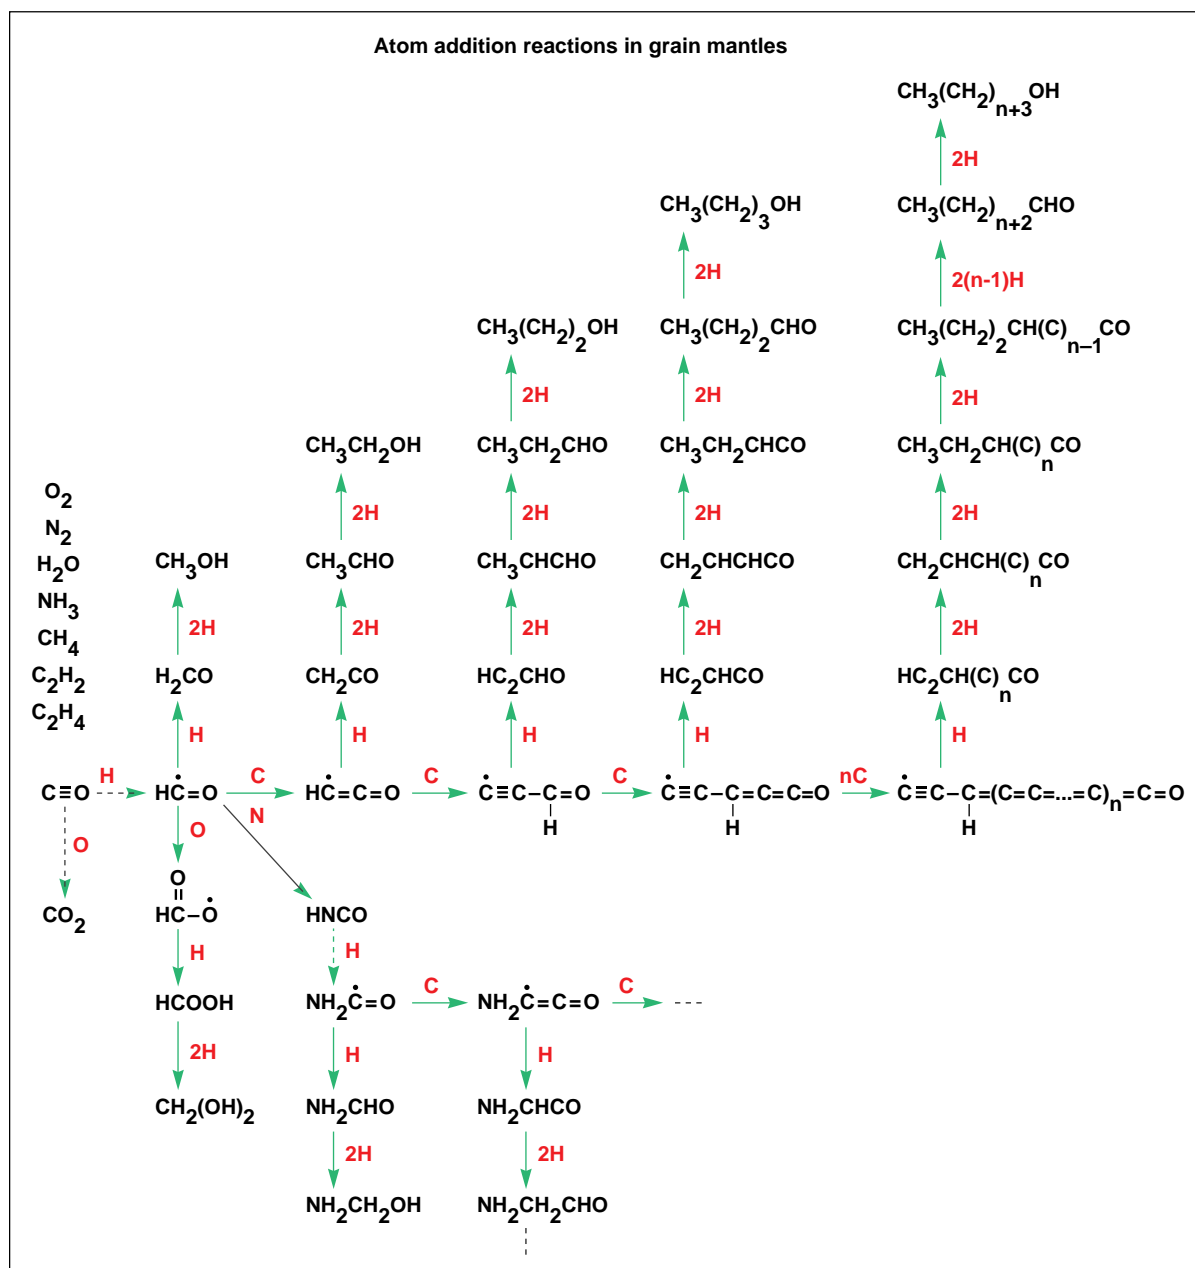 Atom addition reactions in grain mantles
CH3(CH2)n+3OH
2H
CH3(CH2)3OH CH3(CH2)n+2CHO
2H 2(n-1)H
CH3(CH2)2OH CH3(CH2)2CHO CH3(CH2)2CH(C)n–1CO
2H 2H 2H
CH3CH2OH CH3CH2CHO CH3CH2CHCO CH3CH2CH(C)nCO
O2
2H 2H 2H 2H
N2
H2O CH3OH CH3CHO CH3CHCHO CH2CHCHCO CH2CHCH(C)nCO
NH3
2H 2H 2H 2H 2H
CH4
C2H2 H2CO CH2CO HC2CHO HC2CHCO HC2CH(C)nCO
C2H4
H H H H H
H C C C nC
C≡O HĊ=O HĊ=C=O Ċ≡C–C=O Ċ≡C–C=C=C=O Ċ≡C–C=(C=C=...=C)n=C=O
N
H H H
O O
O
CO2 HC–Ȯ HNCO
H H
C C
HCOOH NH2Ċ=O NH2Ċ=C=O
2H H H
CH2(OH)2 NH2CHO NH2CHCO
2H 2H
NH2CH2OH NH2CH2CHO